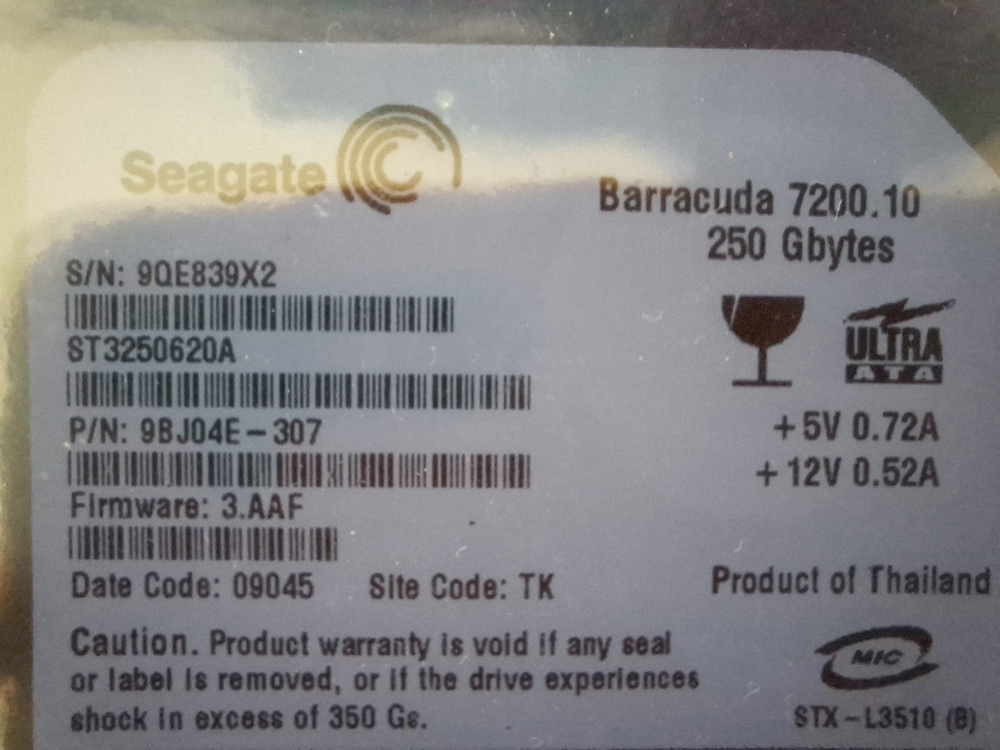 Seagate
Barracuda 7200.10
250 Gbytes
S/N: 9QE839X2
ST3250620A
ULTRA
ATA
P/N: 9BJ04E-307
+5V 0.72A
+12V 0.52A
Firmware: 3.AAF
Date Code: 09045 Site Code: TK
Product of Thailand
Caution. Product warranty is void if any seal
or label is removed, or if the drive experiences
shock in excess of 350 Gs.
MIC
STX-L3510 (B)